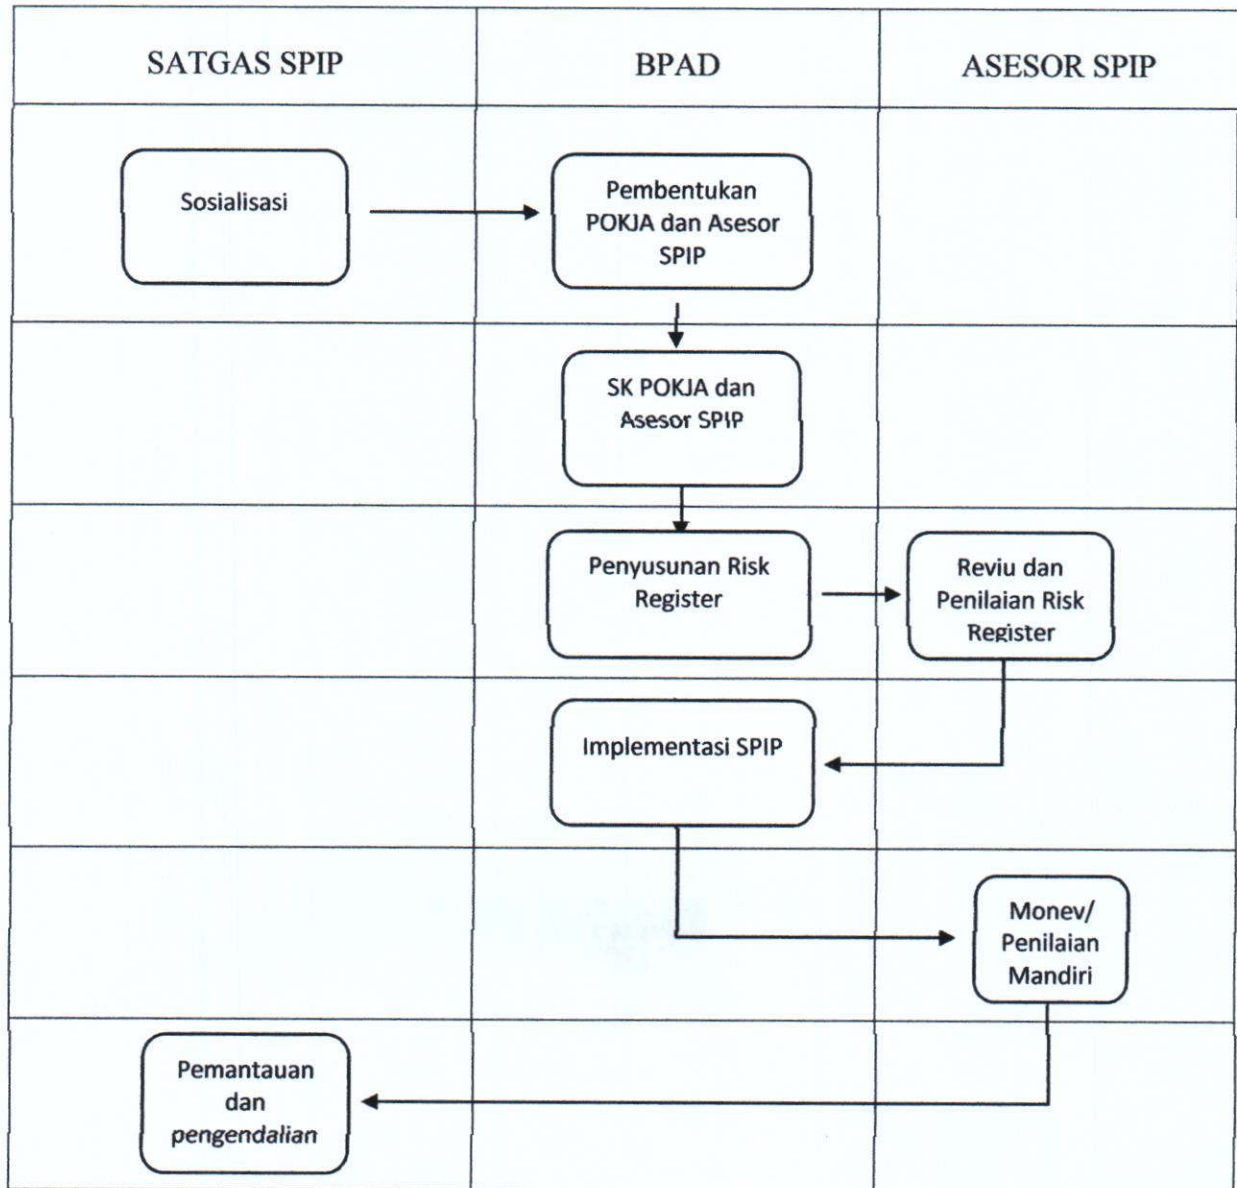 SATGAS SPIP
BPAD
ASESOR SPIP
Sosialisasi
Pembentukan
POKJA dan Asesor
SPIP
SK POKJA dan
Asesor SPIP
Penyusunan Risk
Register
Reviu dan
Penilaian Risk
Register
Implementasi SPIP
Monev/
Penilaian
Mandiri
Pemantauan
dan
pengendalian